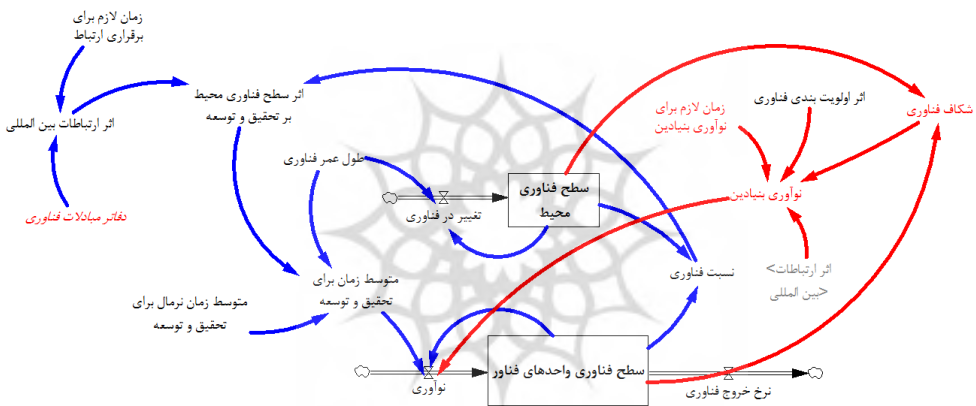 زمان لازم برای
برقراری ارتباط
اثر ارتباطات بین المللی
دفاتر مبادلات فناوری
اثر سطح فناوری محیط
بر تحقیق و توسعه
طول عمر فناوری
تغییر در فناوری
سطح فناوری
محیط
زمان لازم برای
نوآوری بنیادین
اثر اولویت بندی فناوری
شکاف فناوری
نوآوری بنیادین
<اثر ارتباطات
بین المللی>
نسبت فناوری
متوسط زمان برای
تحقیق و توسعه
متوسط زمان نرمال برای
تحقیق و توسعه
نوآوری
سطح فناوری واحدهای فناور
نرخ خروج فناوری